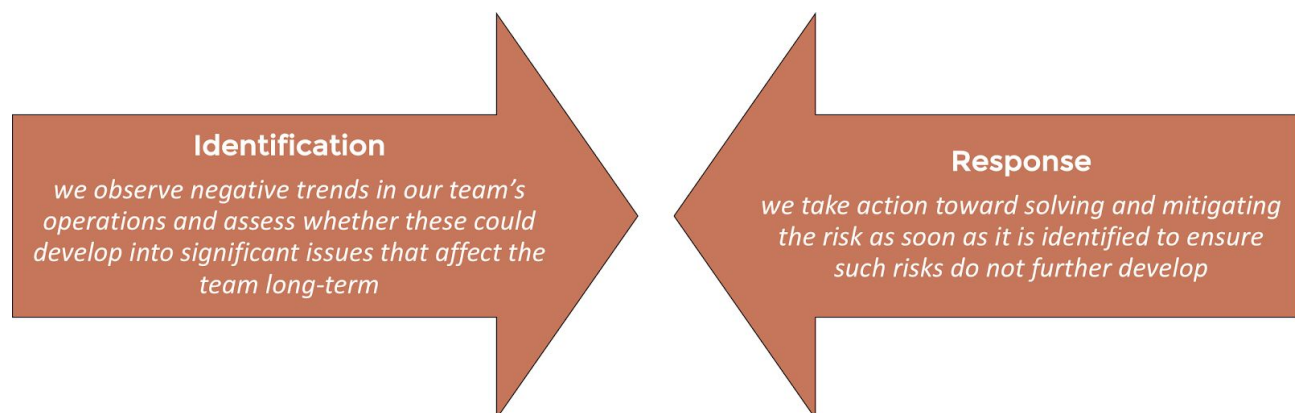 Identification
we observe negative trends in our team’s
operations and assess whether these could
develop into significant issues that affect the
team long-term
Response
we take action toward solving and mitigating
the risk as soon as it is identified to ensure
such risks do not further develop